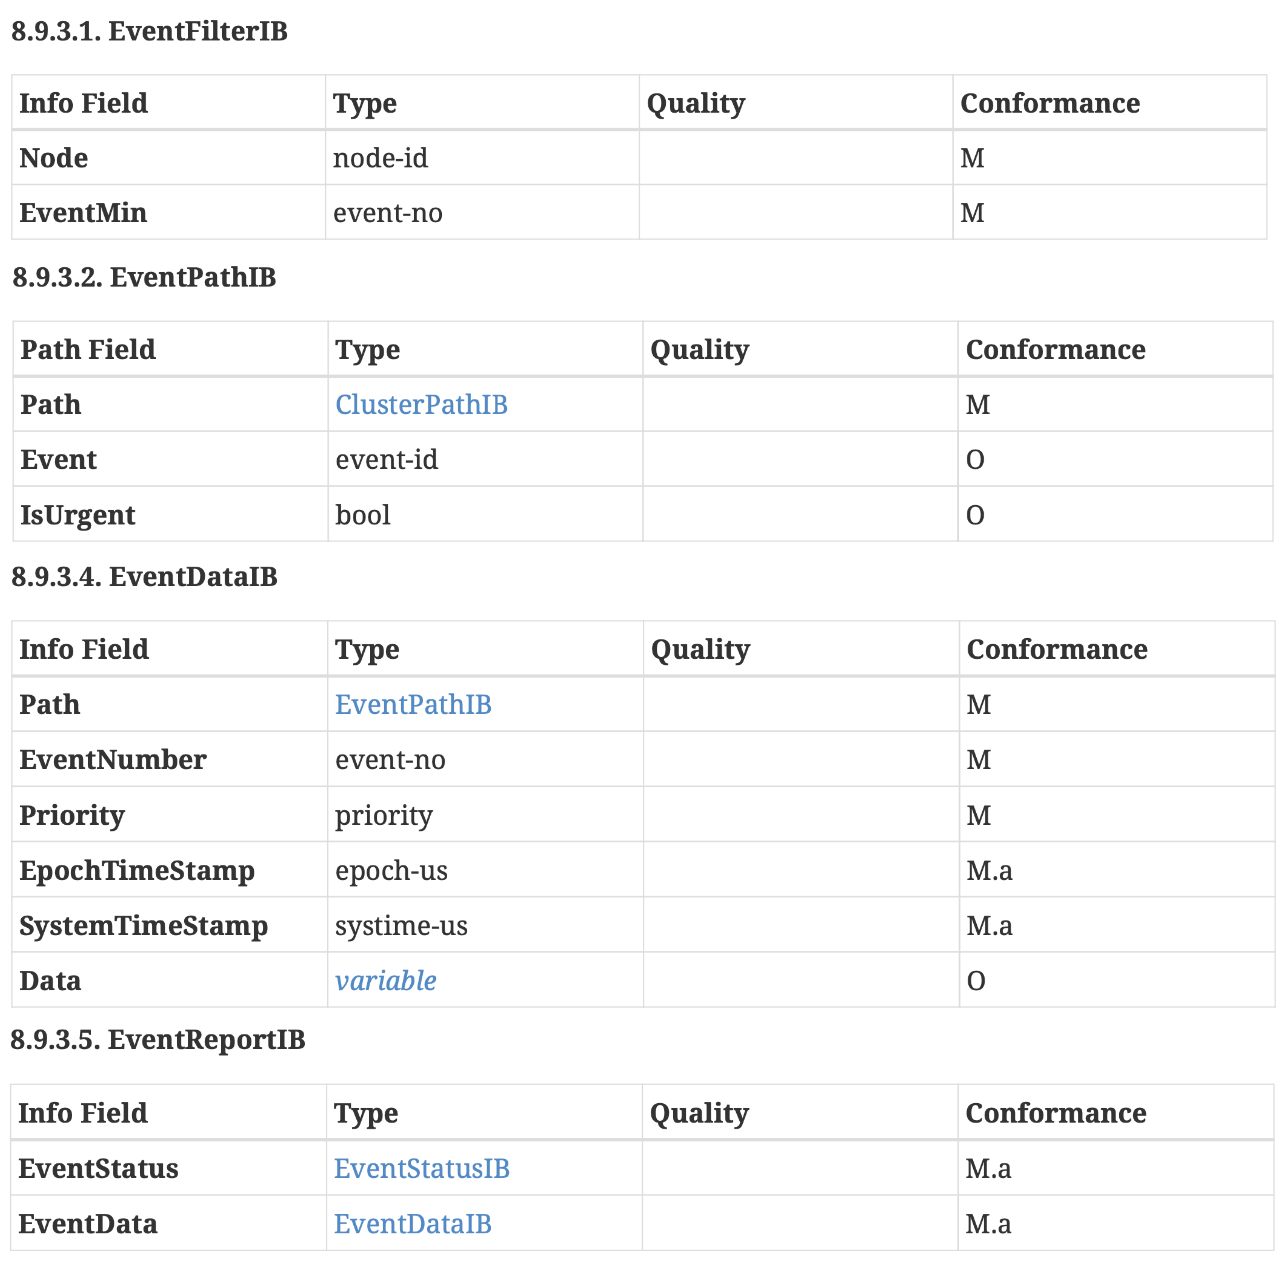 8.9.3.1. EventFilterIB
Info Field Type Quality Conformance
Node node-id M
EventMin event-no M
8.9.3.2. EventPathIB
Path Field Type Quality Conformance
Path ClusterPathIB M
Event event-id O
IsUrgent bool O
8.9.3.4. EventDataIB
Info Field Type Quality Conformance
Path EventPathIB M
EventNumber event-no M
Priority priority M
EpochTimeStamp epoch-us M.a
SystemTimeStamp systime-us M.a
Data variable O
8.9.3.5. EventReportIB
Info Field Type Quality Conformance
EventStatus EventStatusIB M.a
EventData EventDataIB M.a